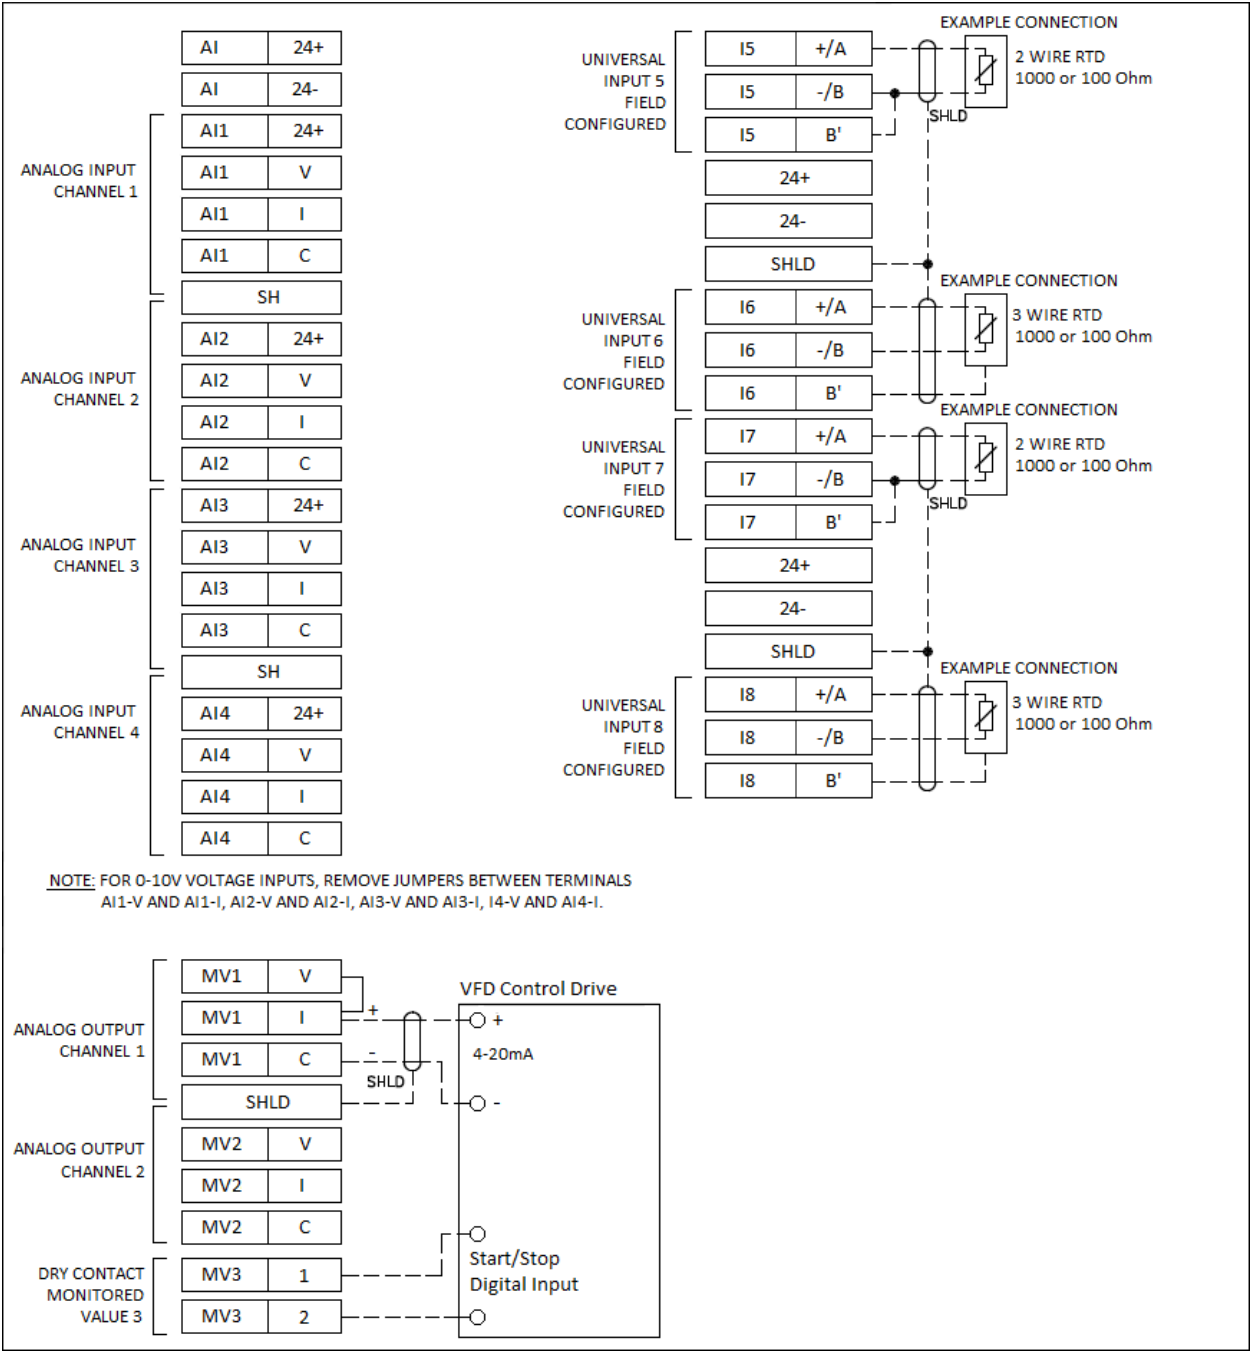 AI 24+
AI 24-
ANALOG INPUT
CHANNEL 1
AI1 24+
AI1 V
AI1 I
AI1 C
SH
ANALOG INPUT
CHANNEL 2
AI2 24+
AI2 V
AI2 I
AI2 C
ANALOG INPUT
CHANNEL 3
AI3 24+
AI3 V
AI3 I
AI3 C
SH
ANALOG INPUT
CHANNEL 4
AI4 24+
AI4 V
AI4 I
AI4 C
NOTE: FOR 0-10V VOLTAGE INPUTS, REMOVE JUMPERS BETWEEN TERMINALS
AI1-V AND AI1-I, AI2-V AND AI2-I, AI3-V AND AI3-I, I4-V AND AI4-I.
UNIVERSAL
INPUT 5
FIELD
CONFIGURED
I5 +/A
I5 -/B
I5 B'
EXAMPLE CONNECTION
2 WIRE RTD
1000 or 100 Ohm
SHLD
24+
24-
SHLD
UNIVERSAL
INPUT 6
FIELD
CONFIGURED
I6 +/A
I6 -/B
I6 B'
EXAMPLE CONNECTION
3 WIRE RTD
1000 or 100 Ohm
UNIVERSAL
INPUT 7
FIELD
CONFIGURED
I7 +/A
I7 -/B
I7 B'
EXAMPLE CONNECTION
2 WIRE RTD
1000 or 100 Ohm
SHLD
24+
24-
SHLD
UNIVERSAL
INPUT 8
FIELD
CONFIGURED
I8 +/A
I8 -/B
I8 B'
EXAMPLE CONNECTION
3 WIRE RTD
1000 or 100 Ohm
ANALOG OUTPUT
CHANNEL 1
MV1 V
MV1 I
MV1 C
+
-
SHLD
SHLD
ANALOG OUTPUT
CHANNEL 2
MV2 V
MV2 I
MV2 C
DRY CONTACT
MONITORED
VALUE 3
MV3 1
MV3 2
VFD Control Drive
+
4-20mA
-
Start/Stop
Digital Input